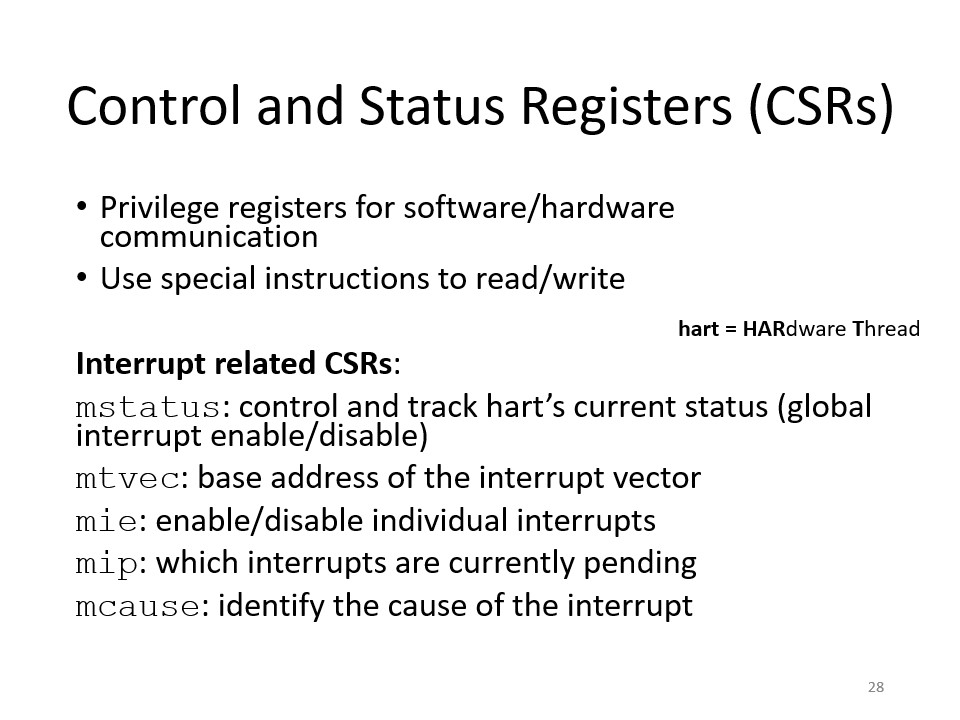 Control and Status Registers (CSRs)
• Privilege registers for software/hardware
communication
• Use special instructions to read/write
hart = HARdware Thread
Interrupt related CSRs:
mstatus: control and track hart’s current status (global
interrupt enable/disable)
mtvec: base address of the interrupt vector
mie: enable/disable individual interrupts
mip: which interrupts are currently pending
mcause: identify the cause of the interrupt
28